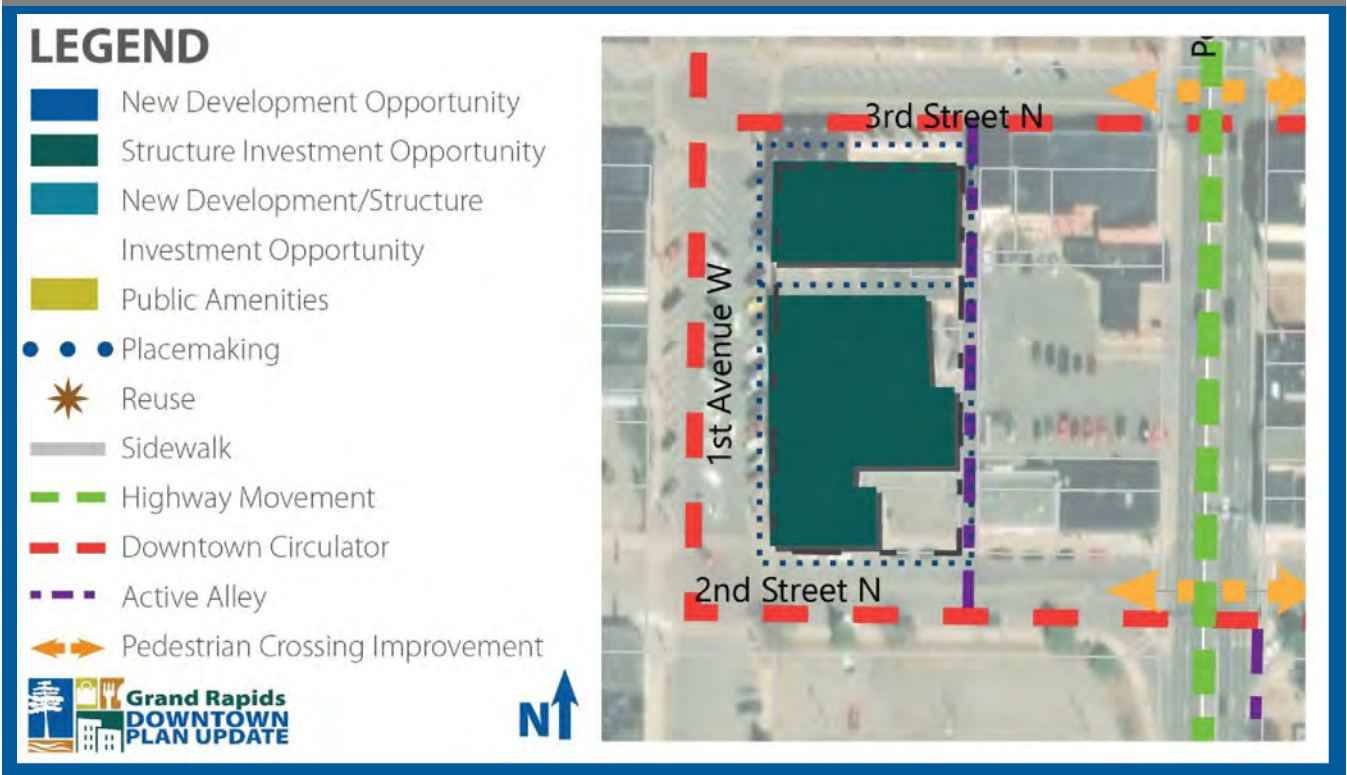 LEGEND
New Development Opportunity
Structure Investment Opportunity
New Development/Structure
Investment Opportunity
Public Amenities
Placemaking
Reuse
Sidewalk
Highway Movement
Downtown Circulator
Active Alley
Pedestrian Crossing Improvement
Grand Rapids
DOWNTOWN
PLAN UPDATE
N
3rd Street N
1st Avenue W
2nd Street N